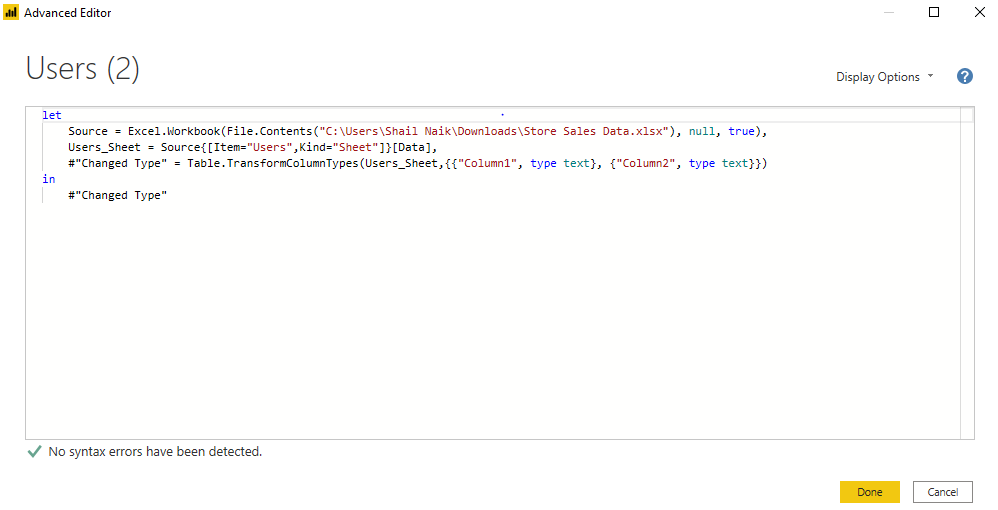 Advanced Editor
Users (2)
Display Options
?
let
Source = Excel.Workbook(File.Contents("C:\Users\Shail Naik\Downloads\Store Sales Data.xlsx"), null, true),
Users_Sheet = Source{[Item="Users",Kind="Sheet"]}[Data],
#"Changed Type" = Table.TransformColumnTypes(Users_Sheet,{{"Column1", type text}, {"Column2", type text}})
in
#"Changed Type"
No syntax errors have been detected.
Done
Cancel